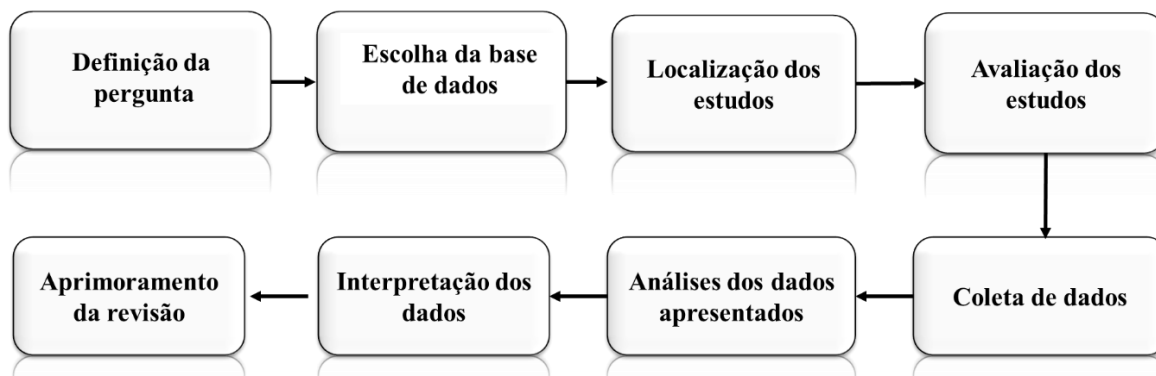 Definição da
pergunta
Escolha da base
de dados
Localização dos
estudos
Avaliação dos
estudos
Coleta de dados
Análises dos dados
apresentados
Interpretação dos
dados
Aprimoramento
da revisão